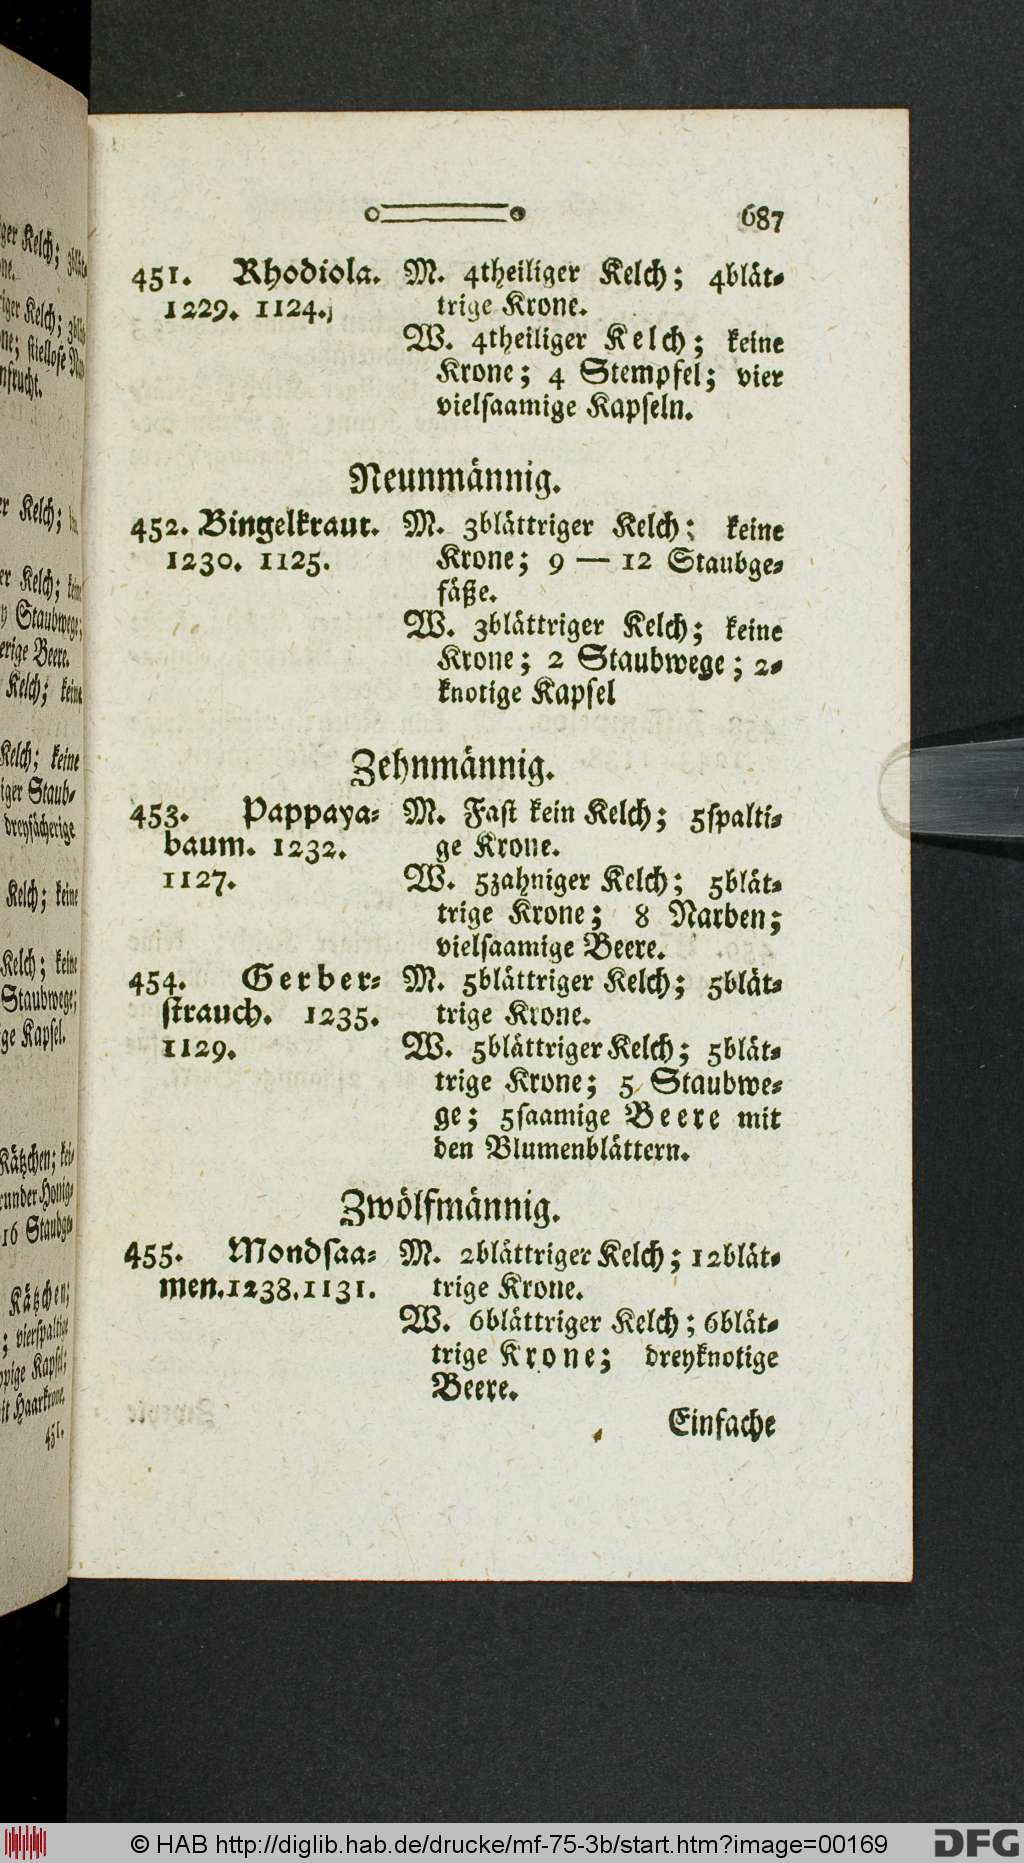 687
451. Rhodiola. M. 4theiliger Kelch; 4blät-
1229. 1124. trige Krone.
W. 4theiliger Kelch; keine
Krone; 4 Stempfel; vier
vielsaamige Kapseln.
Neunmännig.
452. Bingelkraut. M. 3blättriger Kelch; keine
1230. 1125. Krone; 9 — 12 Staubge-
fäße.
W. 3blättriger Kelch; keine
Krone; 2 Staubwege; 2-
knotige Kapsel
Zehnmännig.
453. Pappaya- M. Fast kein Kelch; 5spalti-
baum. 1232. ge Krone.
1127. W. 5zahniger Kelch; 5blät-
trige Krone; 8 Narben;
vielsaamige Beere.
454. Gerber- M. 5blättriger Kelch; 5blät-
strauch. 1235. trige Krone.
1129. W. 5blättriger Kelch; 5blät-
trige Krone; 5 Staubwe-
ge; 5saamige Beere mit
den Blumenblättern.
Zwölfmännig.
455. Mondsaa- M. 2blättriger Kelch; 12blät-
men. 1238. 1131. trige Krone.
W. 6blättriger Kelch; 6blät-
trige Krone; dreyknotige
Beere.
Einfache
© HAB http://diglib.hab.de/drucke/mf-75-3b/start.htm?image=00169
DFG